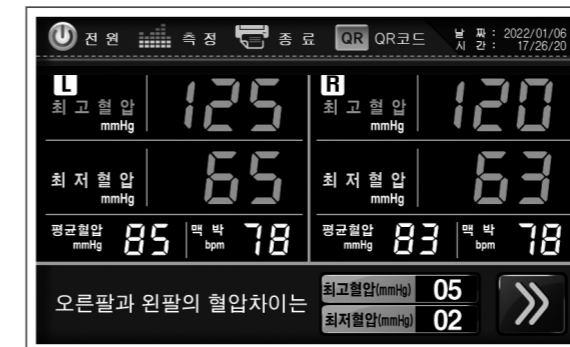 전원 측정 종료 QR QR코드 날 짜 : 2022/01/06
시 간 : 17/26/20
L
최고혈압 mmHg 125
최저혈압 mmHg 65
평균혈압 mmHg 85 맥박 bpm 78
R
최고혈압 mmHg 120
최저혈압 mmHg 63
평균혈압 mmHg 83 맥박 bpm 78
오른팔과 왼팔의 혈압차이는
최고혈압(mmHg) 05
최저혈압(mmHg) 02